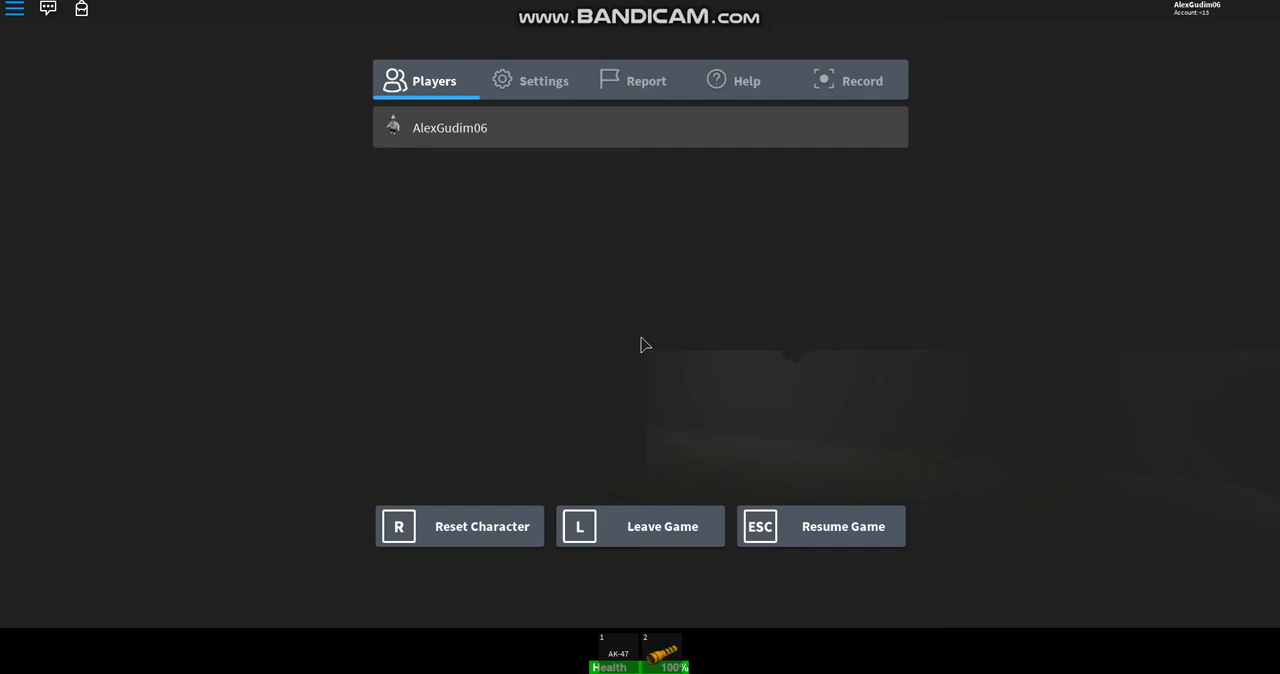 www.BANDICAM.com
AlexGudim06
Account: <13
Players
Settings
Report
Help
Record
AlexGudim06
R Reset Character
L Leave Game
ESC Resume Game
1
2
AK-47
Health 100%